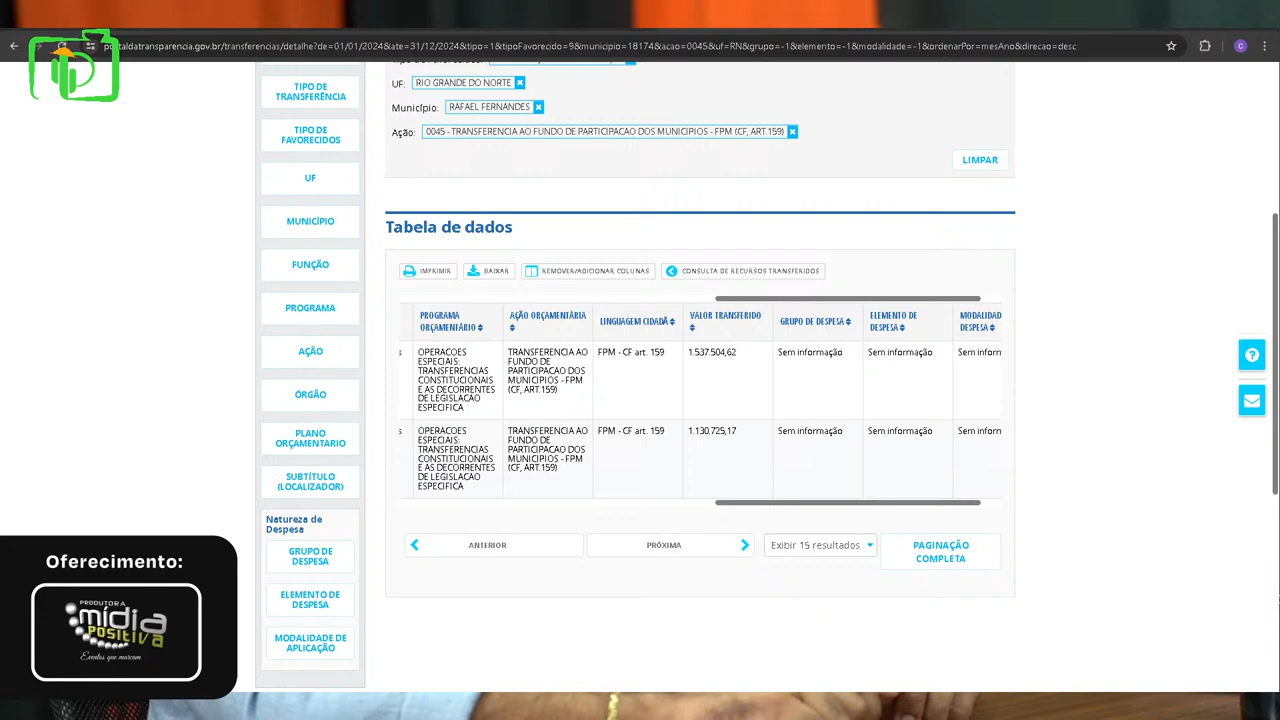 portaldatransparencia.gov.br/transferencias/detalhe?de=01/01/2024&ate=31/12/2024&tipo=1&tipoFavorecido=9&municipio=18174&acao=0045&uf=RN&grupo=-1&elemento=-1&modalidade=-1&ordenarPor=mesAno&direcao=desc
C
TIPO DE
TRANSFERÊNCIA
TIPO DE
FAVORECIDOS
UF
MUNICÍPIO
FUNÇÃO
PROGRAMA
AÇÃO
ÓRGÃO
PLANO
ORÇAMENTARIO
SUBTÍTULO
(LOCALIZADOR)
Natureza de
Despesa
GRUPO DE
DESPESA
ELEMENTO DE
DESPESA
MODALIDADE DE
APLICAÇÃO
UF: RIO GRANDE DO NORTE
Município: RAFAEL FERNANDES
Ação: 0045 - TRANSFERENCIA AO FUNDO DE PARTICIPACAO DOS MUNICIPIOS - FPM (CF, ART.159)
LIMPAR
Tabela de dados
IMPRIMIR BAIXAR REMOVER/ADICIONAR COLUNAS CONSULTA DE RECURSOS TRANSFERIDOS
PROGRAMA
ORÇAMENTÁRIO
AÇÃO ORÇAMENTÁRIA
LINGUAGEM CIDADÃ
VALOR TRANSFERIDO
GRUPO DE DESPESA
ELEMENTO DE
DESPESA
MODALIDAD
DESPESA
s
OPERACOES
ESPECIAIS:
TRANSFERENCIAS
CONSTITUCIONAIS
E AS DECORRENTES
DE LEGISLACAO
ESPECIFICA
TRANSFERENCIA AO
FUNDO DE
PARTICIPACAO DOS
MUNICIPIOS - FPM
(CF, ART.159)
FPM - CF art. 159
1.537.504,62
Sem informação
Sem informação
Sem inforn
s
OPERACOES
ESPECIAIS:
TRANSFERENCIAS
CONSTITUCIONAIS
E AS DECORRENTES
DE LEGISLACAO
ESPECIFICA
TRANSFERENCIA AO
FUNDO DE
PARTICIPACAO DOS
MUNICIPIOS - FPM
(CF, ART.159)
FPM - CF art. 159
1.130.725,17
Sem informação
Sem informação
Sem inforn
ANTERIOR
PRÓXIMA
Exibir 15 resultados
PAGINAÇÃO
COMPLETA
Oferecimento:
PRODUTORA
mídia
POSITIVA
Eventos que marcam